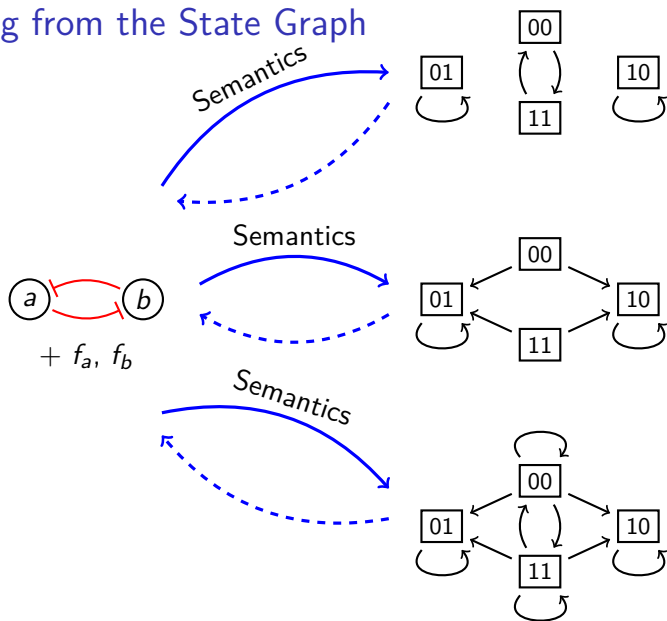 g from the State Graph
Semantics
01
00
11
10
Semantics
a
b
+ fₐ, f_b
01
00
11
10
Semantics
01
00
11
10